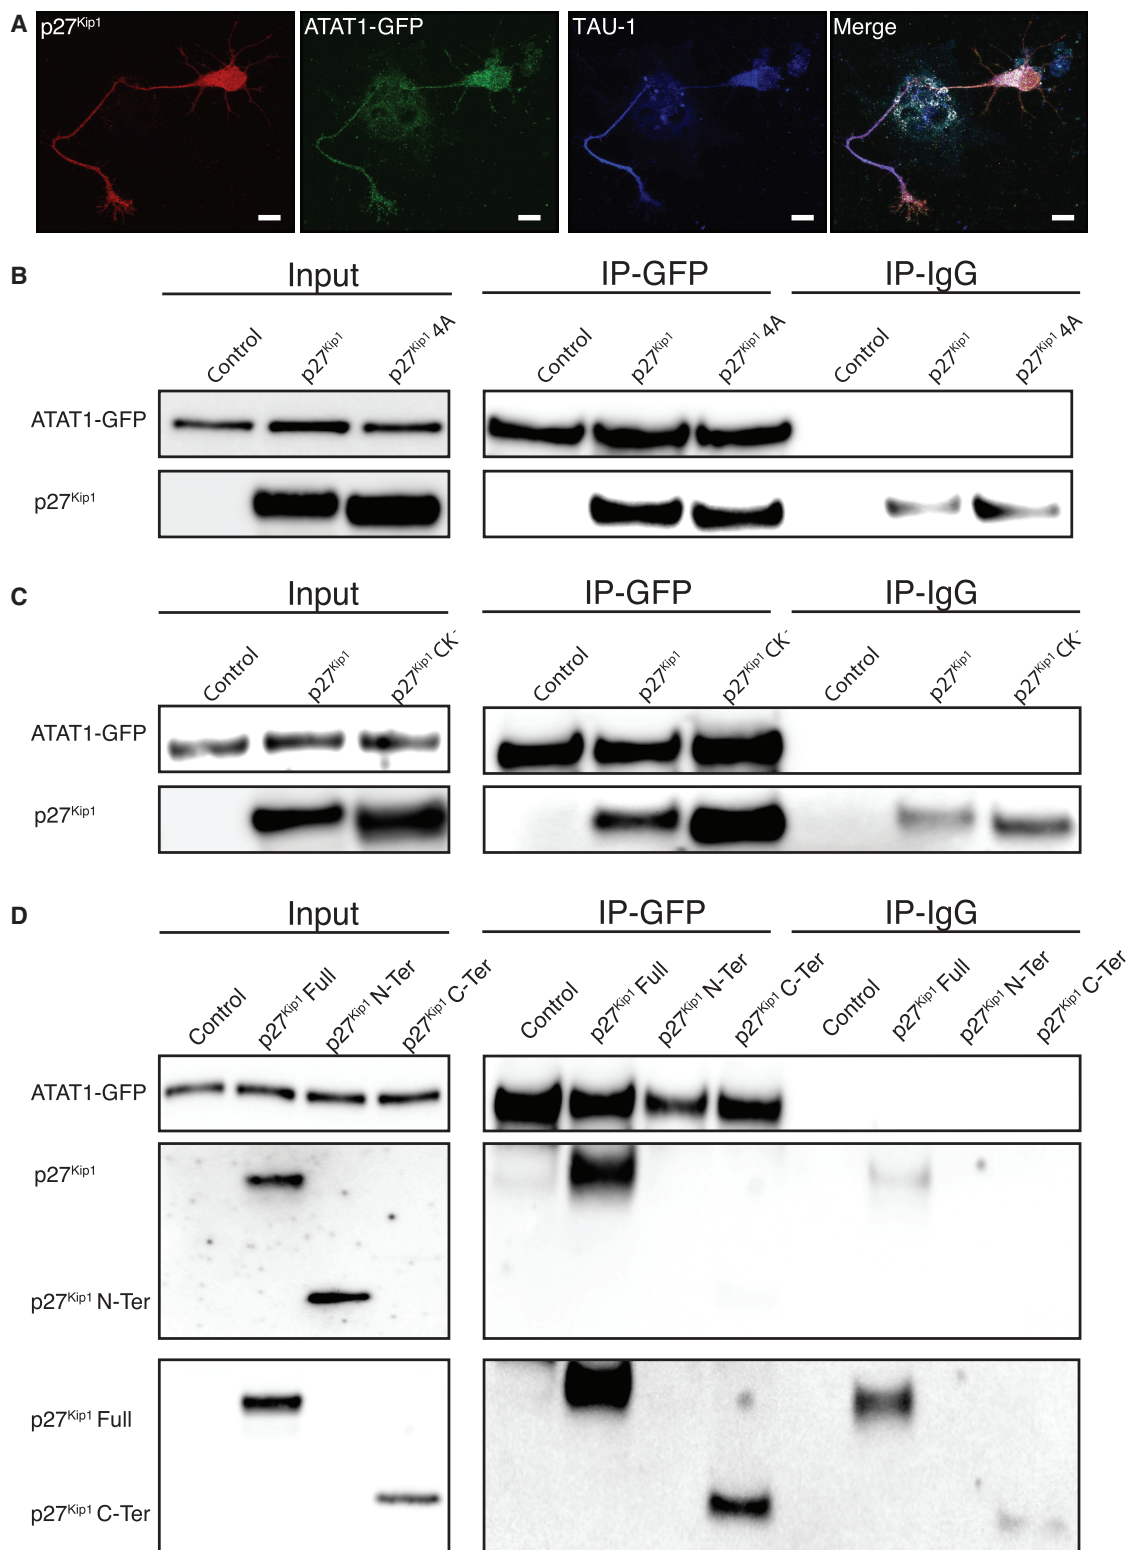 A p27Kip1 ATAT1-GFP TAU-1 Merge
B Input IP-GFP IP-IgG
Control p27Kip1 p27Kip1 4A Control p27Kip1 p27Kip1 4A Control p27Kip1 p27Kip1 4A
ATAT1-GFP
p27Kip1
C Input IP-GFP IP-IgG
Control p27Kip1 p27Kip1 CK- Control p27Kip1 p27Kip1 CK- Control p27Kip1 p27Kip1 CK-
ATAT1-GFP
p27Kip1
D Input IP-GFP IP-IgG
Control p27Kip1 Full p27Kip1 N-Ter p27Kip1 C-Ter Control p27Kip1 Full p27Kip1 N-Ter p27Kip1 C-Ter Control p27Kip1 Full p27Kip1 N-Ter p27Kip1 C-Ter
ATAT1-GFP
p27Kip1
p27Kip1 N-Ter
p27Kip1 Full
p27Kip1 C-Ter